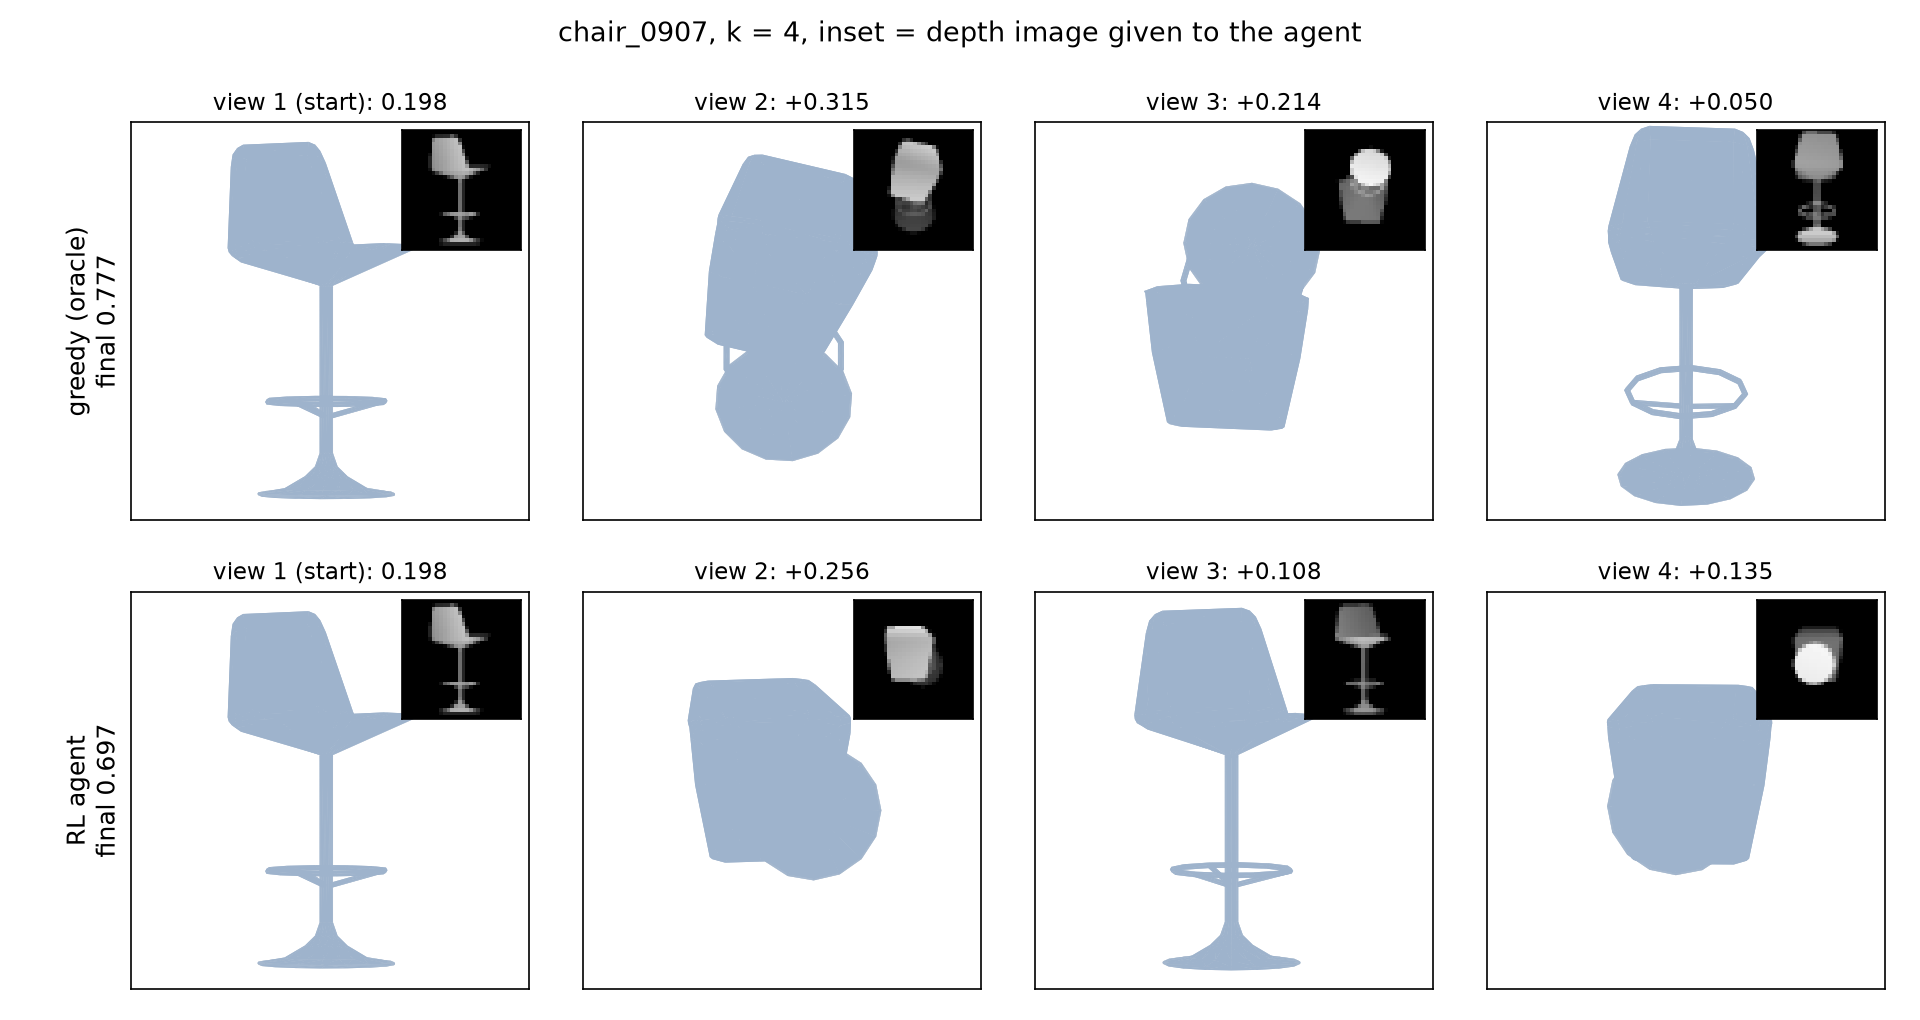 chair_0907, k = 4, inset = depth image given to the agent
greedy (oracle)
final 0.777
view 1 (start): 0.198
view 2: +0.315
view 3: +0.214
view 4: +0.050
RL agent
final 0.697
view 1 (start): 0.198
view 2: +0.256
view 3: +0.108
view 4: +0.135